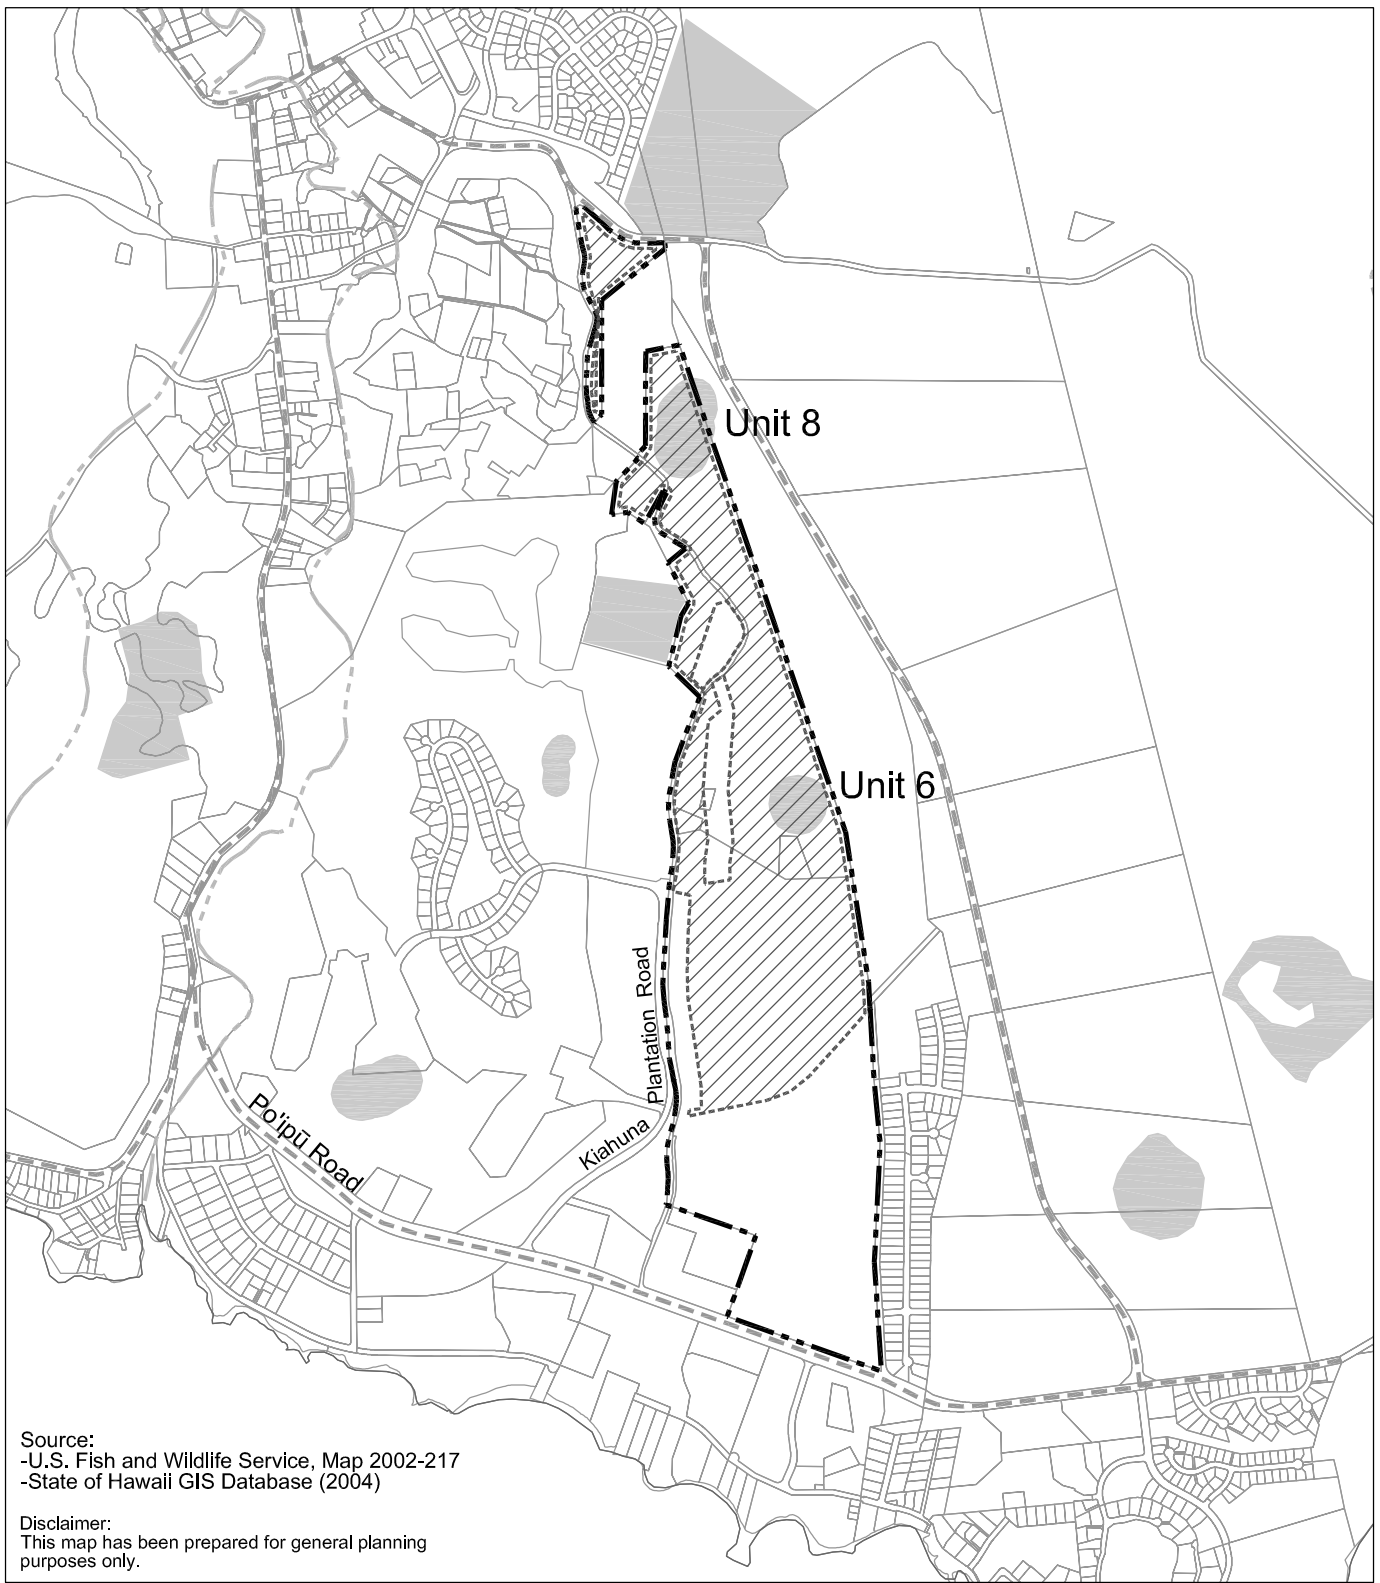 Unit 8
Unit 6
Plantation Road
Kiahuna
Po'ipū Road
Source:
-U.S. Fish and Wildlife Service, Map 2002-217
-State of Hawaii GIS Database (2004)
Disclaimer:
This map has been prepared for general planning
purposes only.